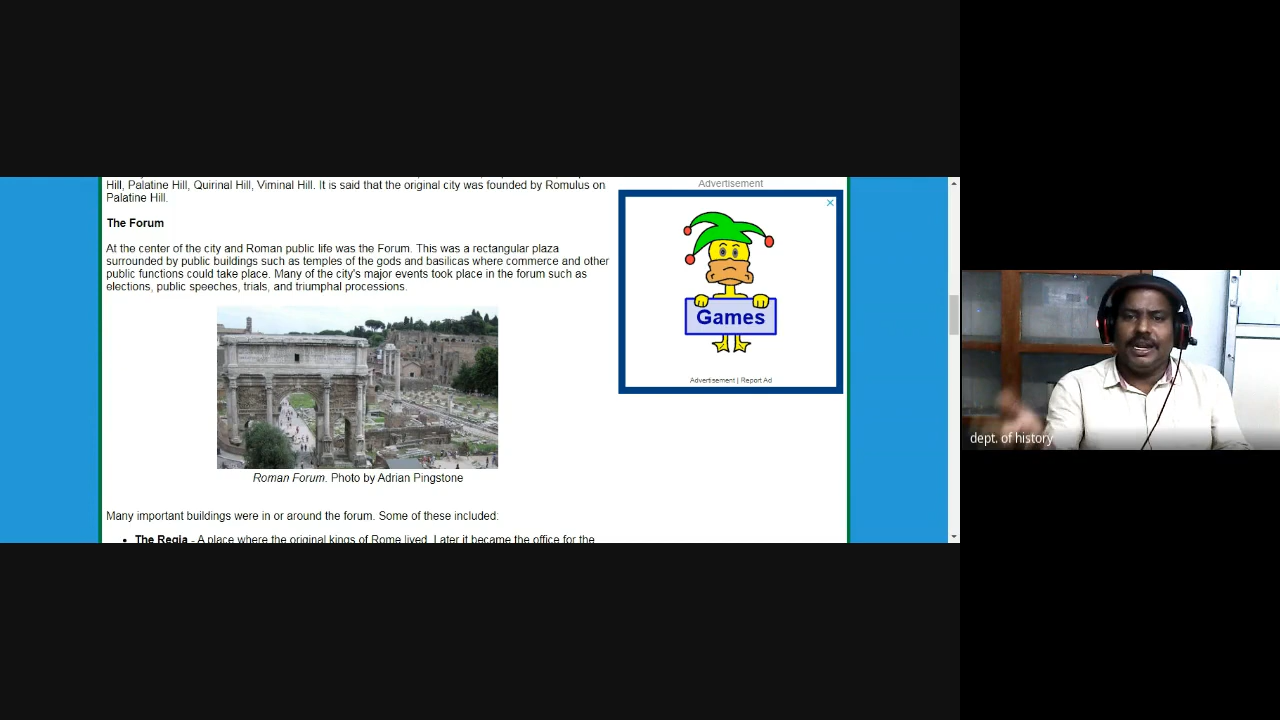 Hill, Palatine Hill, Quirinal Hill, Viminal Hill. It is said that the original city was founded by Romulus on
Palatine Hill.
The Forum
At the center of the city and Roman public life was the Forum. This was a rectangular plaza
surrounded by public buildings such as temples of the gods and basilicas where commerce and other
public functions could take place. Many of the city's major events took place in the forum such as
elections, public speeches, trials, and triumphal processions.
Roman Forum. Photo by Adrian Pingstone
Many important buildings were in or around the forum. Some of these included:
• The Regia - A place where the original kings of Rome lived. Later it became the office for the
Advertisement
Games
Advertisement | Report Ad
dept. of history